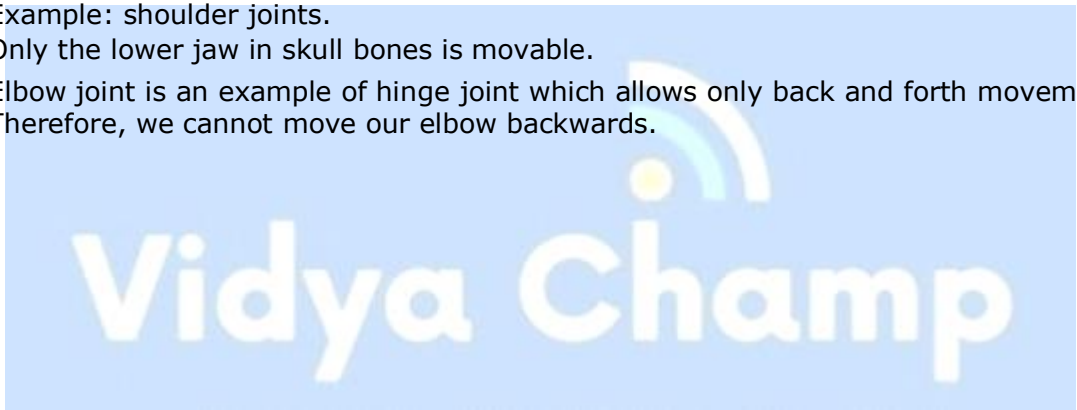 Example: shoulder joints.
Only the lower jaw in skull bones is movable.
Elbow joint is an example of hinge joint which allows only back and forth movem
Therefore, we cannot move our elbow backwards.
Vidya Champ